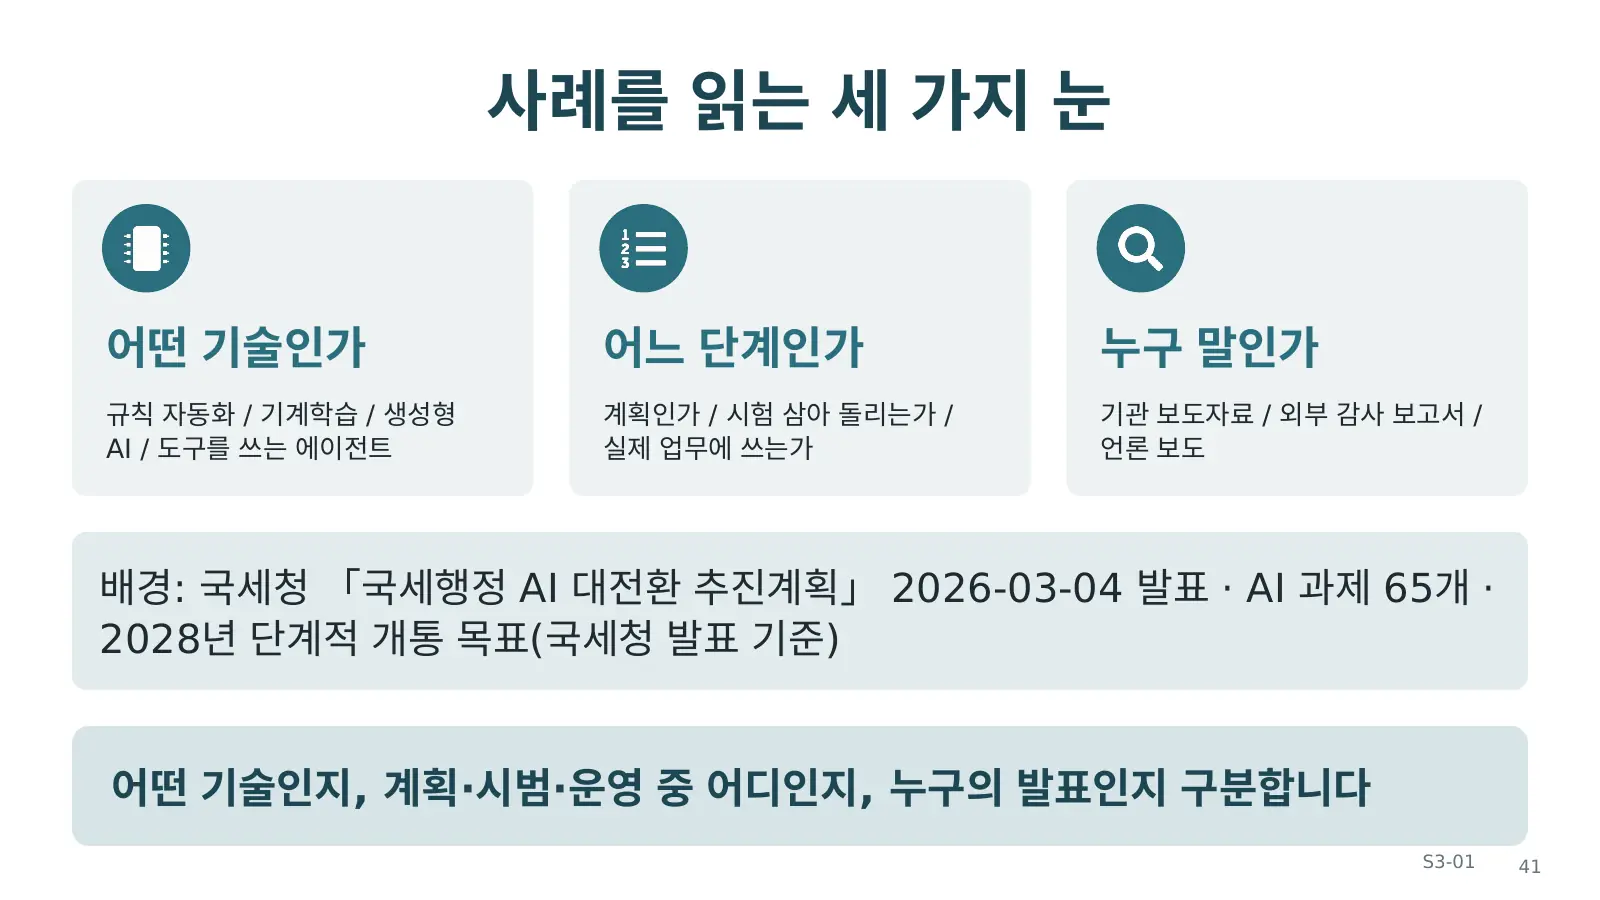 사례를 읽는 세 가지 눈
1
2
3
어떤 기술인가
규칙 자동화 / 기계학습 / 생성형
AI / 도구를 쓰는 에이전트
어느 단계인가
계획인가 / 시험 삼아 돌리는가 /
실제 업무에 쓰는가
누구 말인가
기관 보도자료 / 외부 감사 보고서 /
언론 보도
배경: 국세청 「국세행정 AI 대전환 추진계획」 2026-03-04 발표 · AI 과제 65개 ·
2028년 단계적 개통 목표(국세청 발표 기준)
어떤 기술인지, 계획·시범·운영 중 어디인지, 누구의 발표인지 구분합니다
S3-01
41